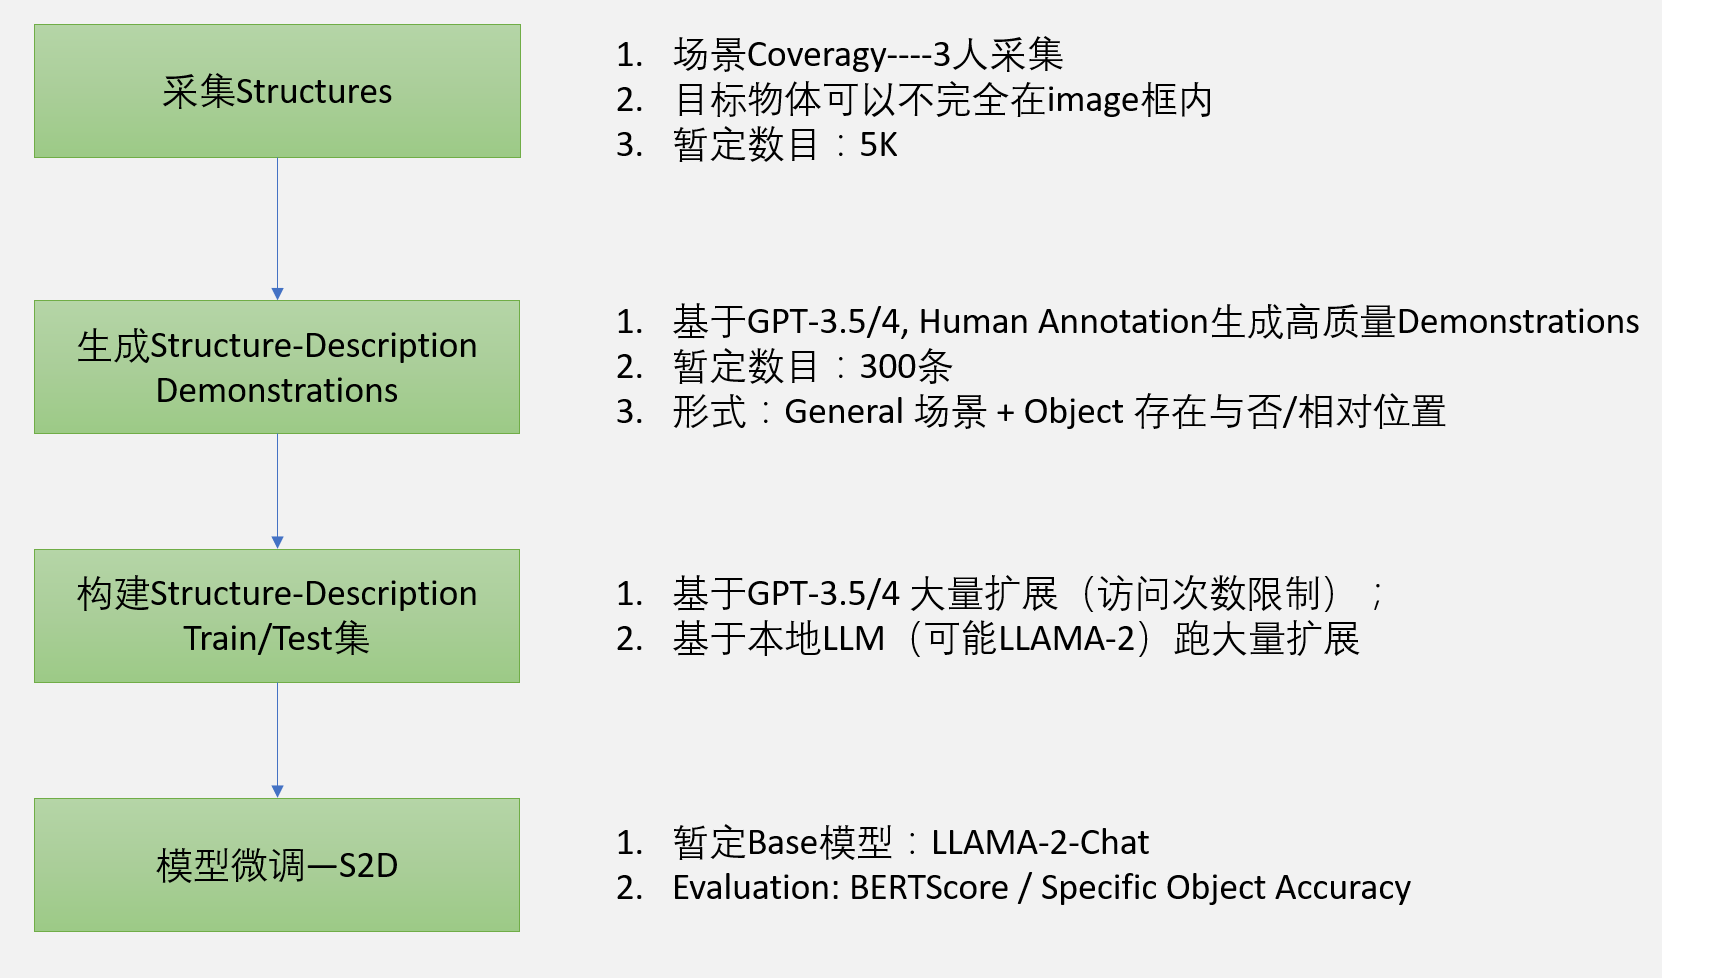 采集Structures
1. 场景Coveragy----3人采集
2. 目标物体可以不完全在image框内
3. 暂定数目：5K
生成Structure-Description
Demonstrations
1. 基于GPT-3.5/4, Human Annotation生成高质量Demonstrations
2. 暂定数目：300条
3. 形式：General 场景 + Object 存在与否/相对位置
构建Structure-Description
Train/Test集
1. 基于GPT-3.5/4 大量扩展（访问次数限制）；
2. 基于本地LLM（可能LLAMA-2）跑大量扩展
模型微调—S2D
1. 暂定Base模型：LLAMA-2-Chat
2. Evaluation: BERTScore / Specific Object Accuracy